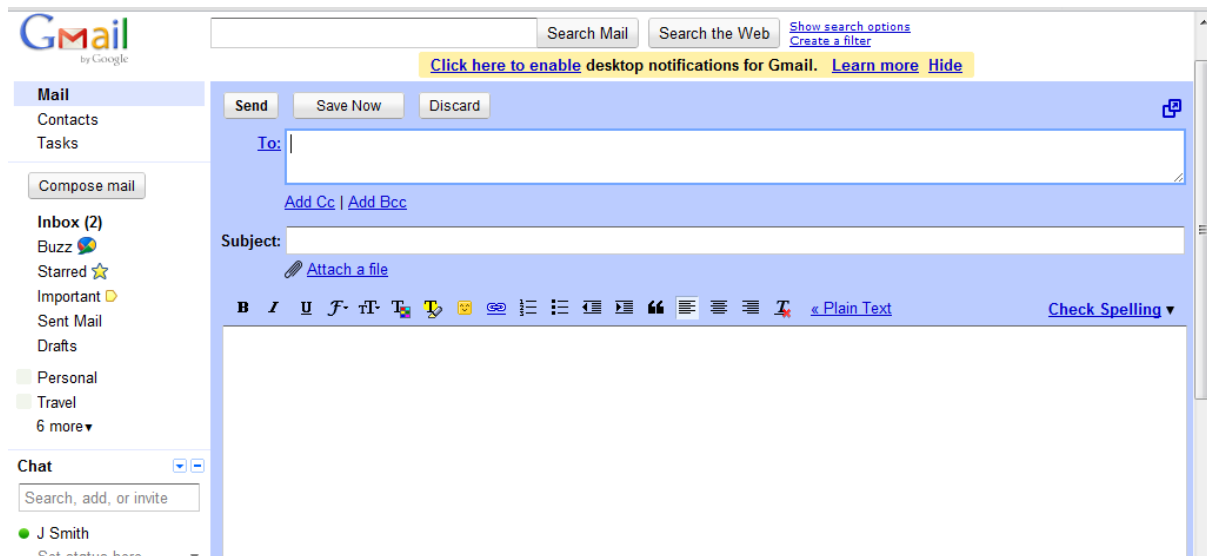 Gmail
by Google
Search Mail Search the Web Show search options
Create a filter
Click here to enable desktop notifications for Gmail. Learn more Hide
Mail
Contacts
Tasks
Compose mail
Inbox (2)
Buzz
Starred
Important
Sent Mail
Drafts
Personal
Travel
6 more▾
Chat
Search, add, or invite
J Smith
Set status here
Send Save Now Discard
To:
Add Cc | Add Bcc
Subject:
Attach a file
B I U F T T T « Plain Text Check Spelling ▾